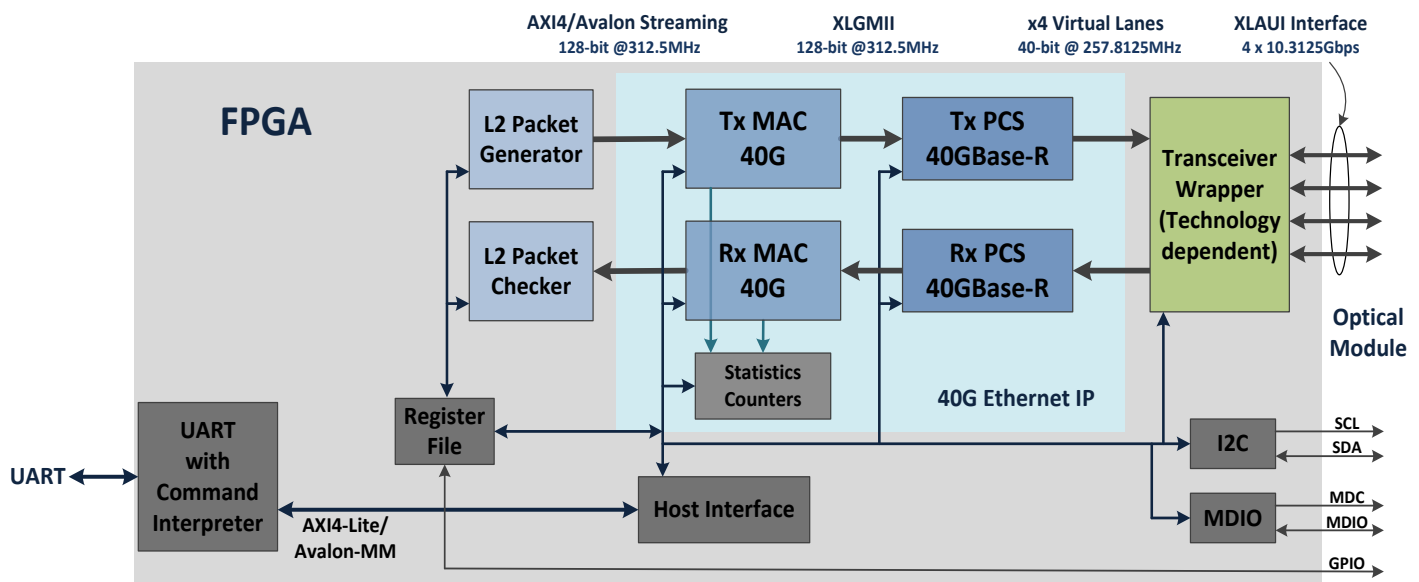 AXI4/Avalon Streaming
128-bit @312.5MHz
XLGMII
128-bit @312.5MHz
x4 Virtual Lanes
40-bit @ 257.8125MHz
XLAUI Interface
4 x 10.3125Gbps
FPGA
L2 Packet
Generator
Tx MAC
40G
Tx PCS
40GBase-R
Transceiver
Wrapper
(Technology
dependent)
L2 Packet
Checker
Rx MAC
40G
Rx PCS
40GBase-R
Optical
Module
Statistics
Counters
40G Ethernet IP
Register
File
UART
with
Command
Interpreter
UART
I2C
SCL
SDA
Host Interface
AXI4-Lite/
Avalon-MM
MDIO
MDC
MDIO
GPIO